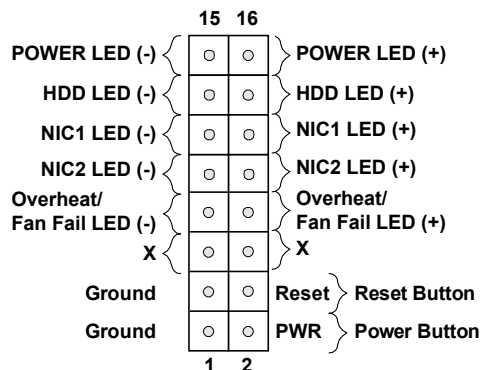 15 16
POWER LED (-) POWER LED (+)
HDD LED (-) HDD LED (+)
NIC1 LED (-) NIC1 LED (+)
NIC2 LED (-) NIC2 LED (+)
Overheat/ Overheat/
Fan Fail LED (-) Fan Fail LED (+)
X X
Ground Reset Reset Button
Ground PWR Power Button
1 2